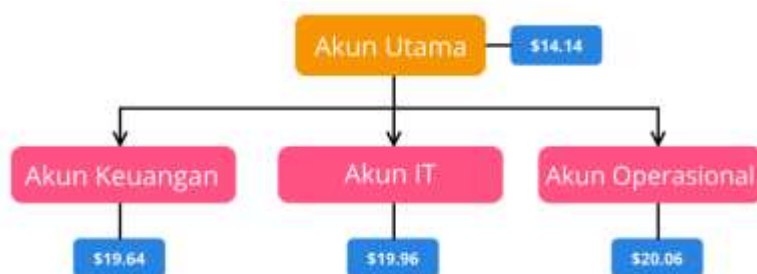 Akun Utama
$14.14
Akun Keuangan
Akun IT
Akun Operasional
$19.64
$19.96
$20.06